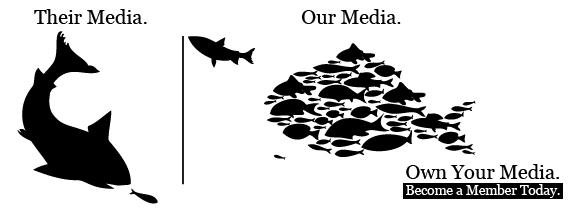 Their Media.
Our Media.
Own Your Media.
Become a Member Today.